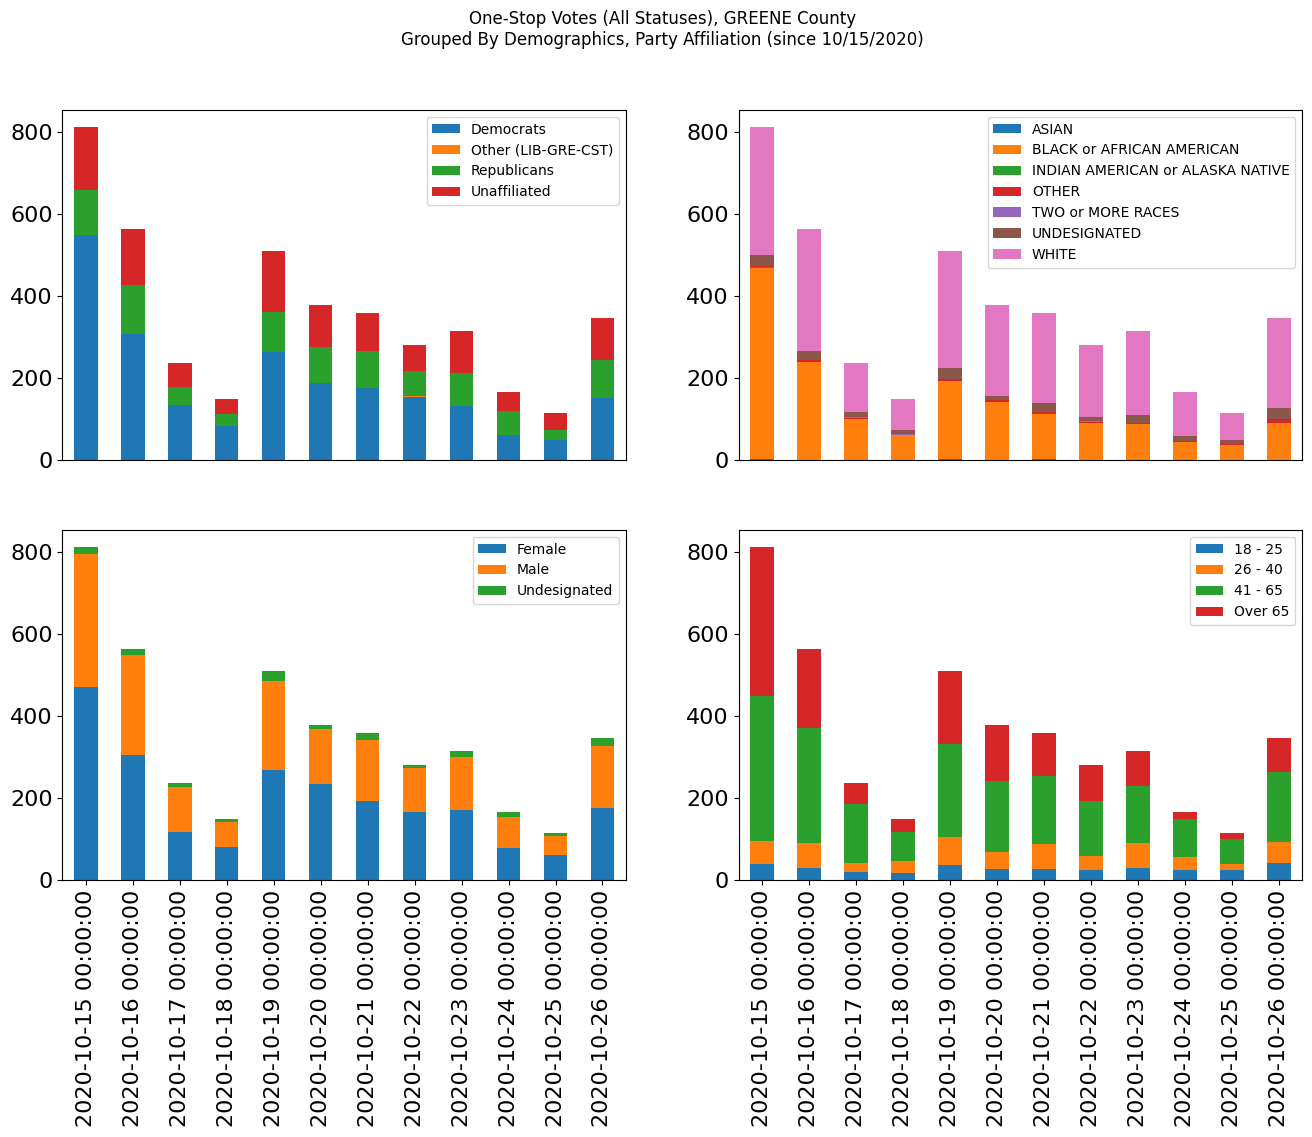 One-Stop Votes (All Statuses), GREENE County
Grouped By Demographics, Party Affiliation (since 10/15/2020)
800
600
400
200
0
Democrats
Other (LIB-GRE-CST)
Republicans
Unaffiliated
800
600
400
200
0
ASIAN
BLACK or AFRICAN AMERICAN
INDIAN AMERICAN or ALASKA NATIVE
OTHER
TWO or MORE RACES
UNDESIGNATED
WHITE
800
600
400
200
0
Female
Male
Undesignated
2020-10-15 00:00:00
2020-10-16 00:00:00
2020-10-17 00:00:00
2020-10-18 00:00:00
2020-10-19 00:00:00
2020-10-20 00:00:00
2020-10-21 00:00:00
2020-10-22 00:00:00
2020-10-23 00:00:00
2020-10-24 00:00:00
2020-10-25 00:00:00
2020-10-26 00:00:00
800
600
400
200
0
18 - 25
26 - 40
41 - 65
Over 65
2020-10-15 00:00:00
2020-10-16 00:00:00
2020-10-17 00:00:00
2020-10-18 00:00:00
2020-10-19 00:00:00
2020-10-20 00:00:00
2020-10-21 00:00:00
2020-10-22 00:00:00
2020-10-23 00:00:00
2020-10-24 00:00:00
2020-10-25 00:00:00
2020-10-26 00:00:00